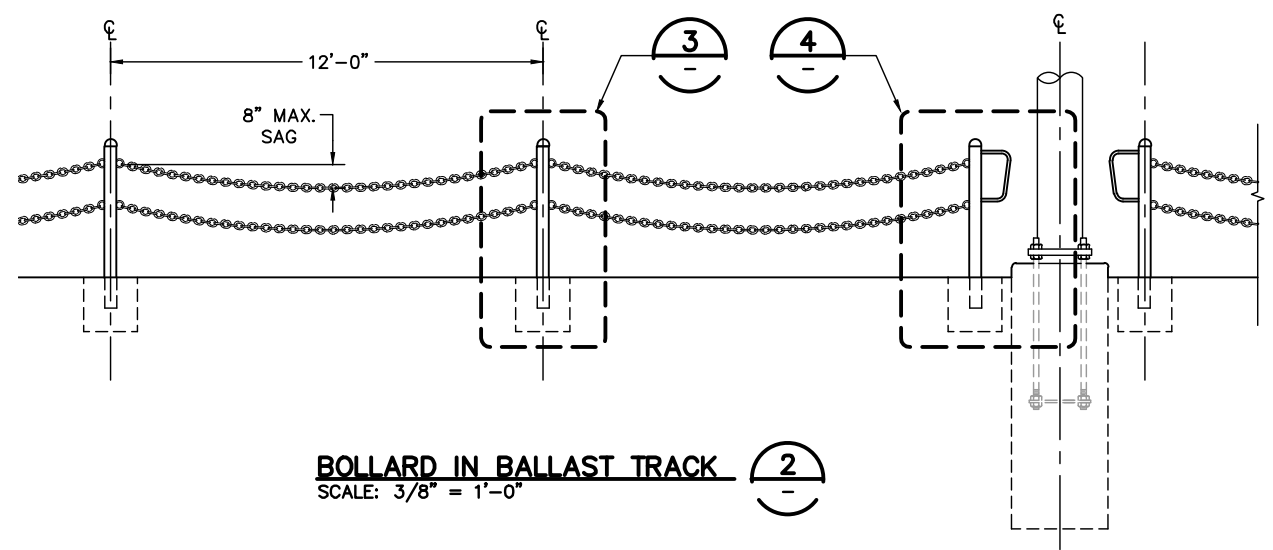 ℄
℄
℄
12'-0"
3
-
4
-
8" MAX.
SAG
BOLLARD IN BALLAST TRACK
SCALE: 3/8" = 1'-0"
2
-